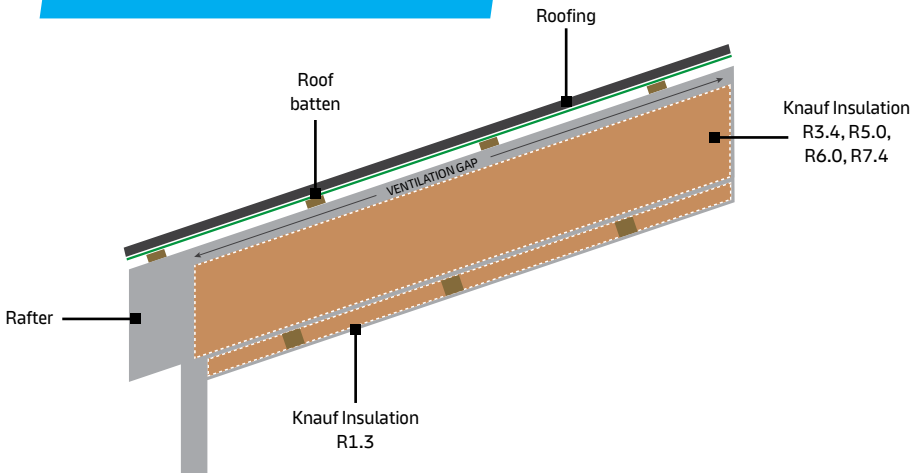 Roofing
Roof
batten
Knauf Insulation
R3.4, R5.0,
R6.0, R7.4
VENTILATION GAP
Rafter
Knauf Insulation
R1.3